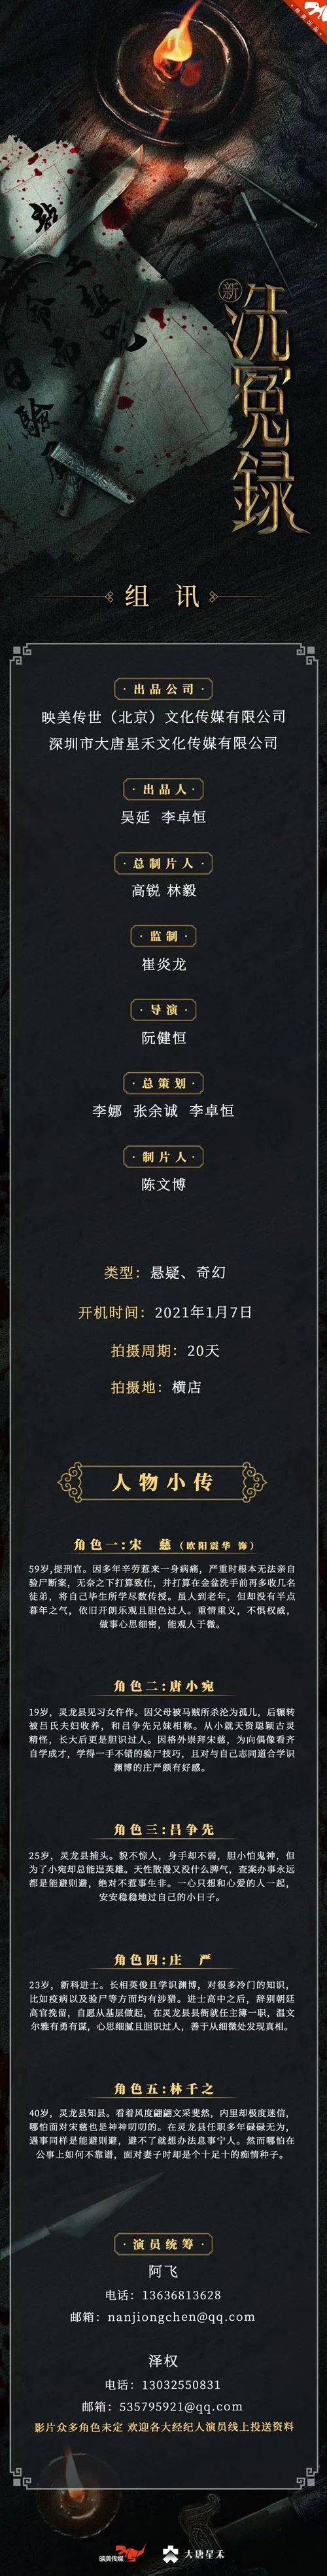 映美出品
新
洗冤録
验
组 讯
·出品公司·
映美传世（北京）文化传媒有限公司
深圳市大唐星禾文化传媒有限公司
·出品人·
吴延 李卓恒
·总制片人·
高锐 林毅
·监制·
崔炎龙
·导演·
阮健恒
·总策划·
李娜 张余诚 李卓恒
·制片人·
陈文博
类型：悬疑、奇幻
开机时间：2021年1月7日
拍摄周期：20天
拍摄地：横店
人物小传
角色一:宋 慈（欧阳震华 饰）
59岁,提刑官。因多年辛劳惹来一身病痛，严重时根本无法亲自
验尸断案，无奈之下打算致仕，并打算在金盆洗手前再多收几名
徒弟，将自己毕生所学尽数传授。虽人到老年，但却没有半点
暮年之气，依旧开朗乐观且胆色过人。重情重义，不惧权威，
做事心思细密，能观人于微。
角色二:唐小宛
19岁，灵龙县见习女仵作。因父母被马贼所杀沦为孤儿，后辗转
被吕氏夫妇收养，和吕争先兄妹相称。从小就天资聪颖古灵
精怪，长大后更是胆识过人。因格外崇拜宋慈，为向偶像看齐
自学成才，学得一手不错的验尸技巧，且对与自己志同道合学识
渊博的庄严颇有好感。
角色三:吕争先
25岁，灵龙县捕头。貌不惊人，身手却不弱，胆小怕鬼神，但
为了小宛却总能逞英雄。天性散漫又没什么脾气，查案办事永远
都是能避则避，绝对不惹事生非。一心只想和心爱的人一起，
安安稳稳地过自己的小日子。
角色四:庄 严
23岁，新科进士。长相英俊且学识渊博，对很多冷门的知识，
比如疫病以及验尸等方面均有涉猎。进士高中之后，辞别朝廷
高官挽留，自愿从基层做起，在灵龙县县衙就任主簿一职，温文
尔雅有勇有谋，心思细腻且胆识过人，善于从细微处发现真相。
角色五:林千之
40岁，灵龙县知县。看着风度翩翩文采斐然，内里却极度迷信，
哪怕面对宋慈也是神神叨叨的。在灵龙县任职多年碌碌无为，
遇事同样是能避则避，避不了就想办法息事宁人。然而哪怕在
公事上如何不靠谱，面对妻子时却是个十足十的痴情种子。
·演员统筹·
阿飞
电话：13636813628
邮箱：nanjiongchen@qq.com
泽权
电话：13032550831
邮箱：535795921@qq.com
影片众多角色未定 欢迎各大经纪人演员线上投送资料
映美传媒
大唐星禾